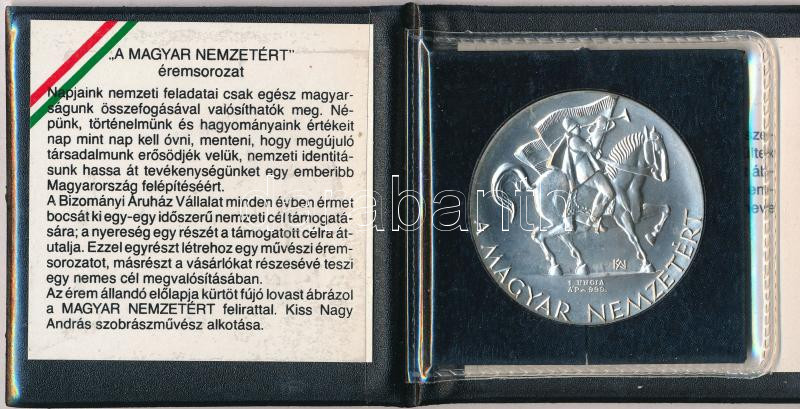 „A MAGYAR NEMZETÉRT"
éremsorozat
Napjaink nemzeti feladatai csak egész magyar-
ságunk összefogásával valósíthatók meg. Né-
pünk, történelmünk és hagyományaink értékeit
nap mint nap kell óvni, menteni, hogy megújuló
társadalmunk erősödjék velük, nemzeti identitá-
sunk hassa át tevékenységünket egy emberibb
Magyarország felépítéséért.
A Bizományi Áruház Vállalat minden évben érmet
bocsát ki egy-egy időszerű nemzeti cél támogatá-
sára; a nyereség egy részét a támogatott célra át-
utalja. Ezzel egyrészt létrehoz egy művészi érem-
sorozatot, másrészt a vásárlókat részesévé teszi
egy nemes cél megvalósításában.
Az érem állandó előlapja kürtöt fújó lovast ábrázol
a MAGYAR NEMZETÉRT felirattal. Kiss Nagy
András szobrászművész alkotása.
1 UNCIA
AP 999.
A MAGYAR NEMZETÉRT
darabanth